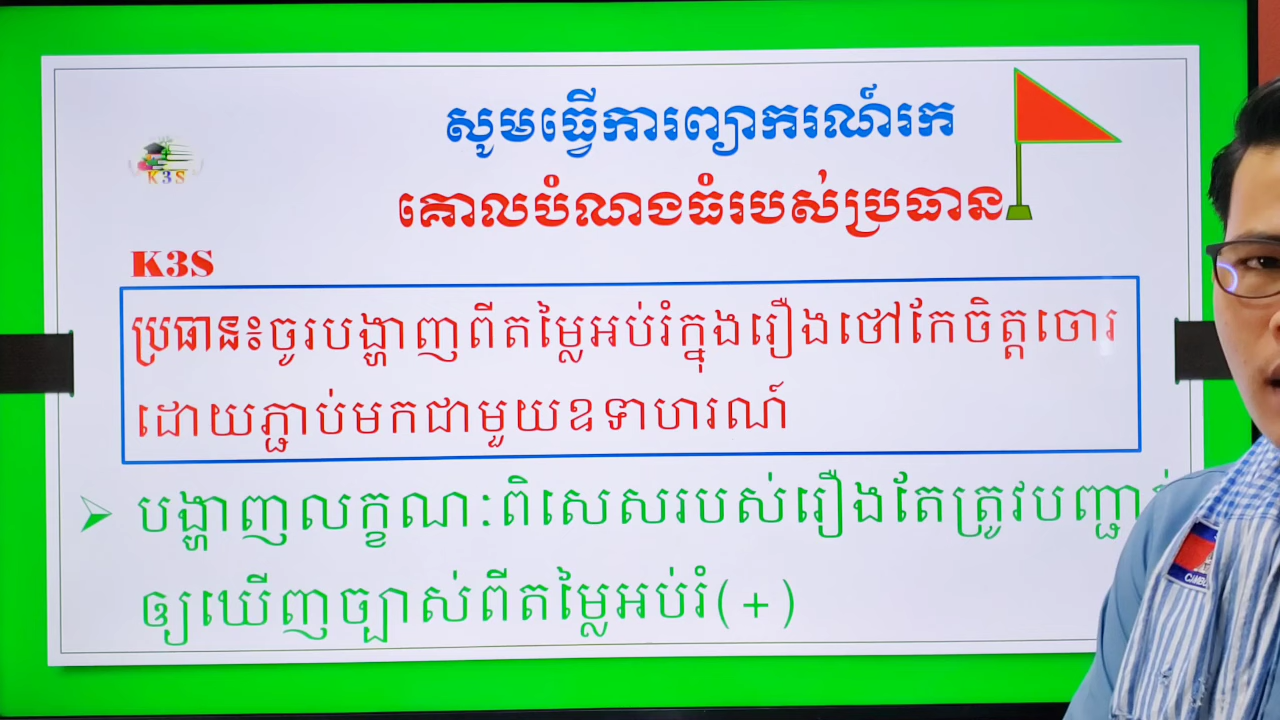 សូមធ្វើការព្យាករណ៍រក
គោលបំណងធំរបស់ប្រធាន
K3S
K3S
ប្រធាន៖ចូរបង្ហាញពីតម្លៃអប់រំក្នុងរឿងថៅកែចិត្តចោរ
ដោយភ្ជាប់មកជាមួយឧទាហរណ៍
បង្ហាញលក្ខណៈពិសេសរបស់រឿងតែត្រូវ
ឲ្យឃើញច្បាស់ពីតម្លៃអប់រំ(+)